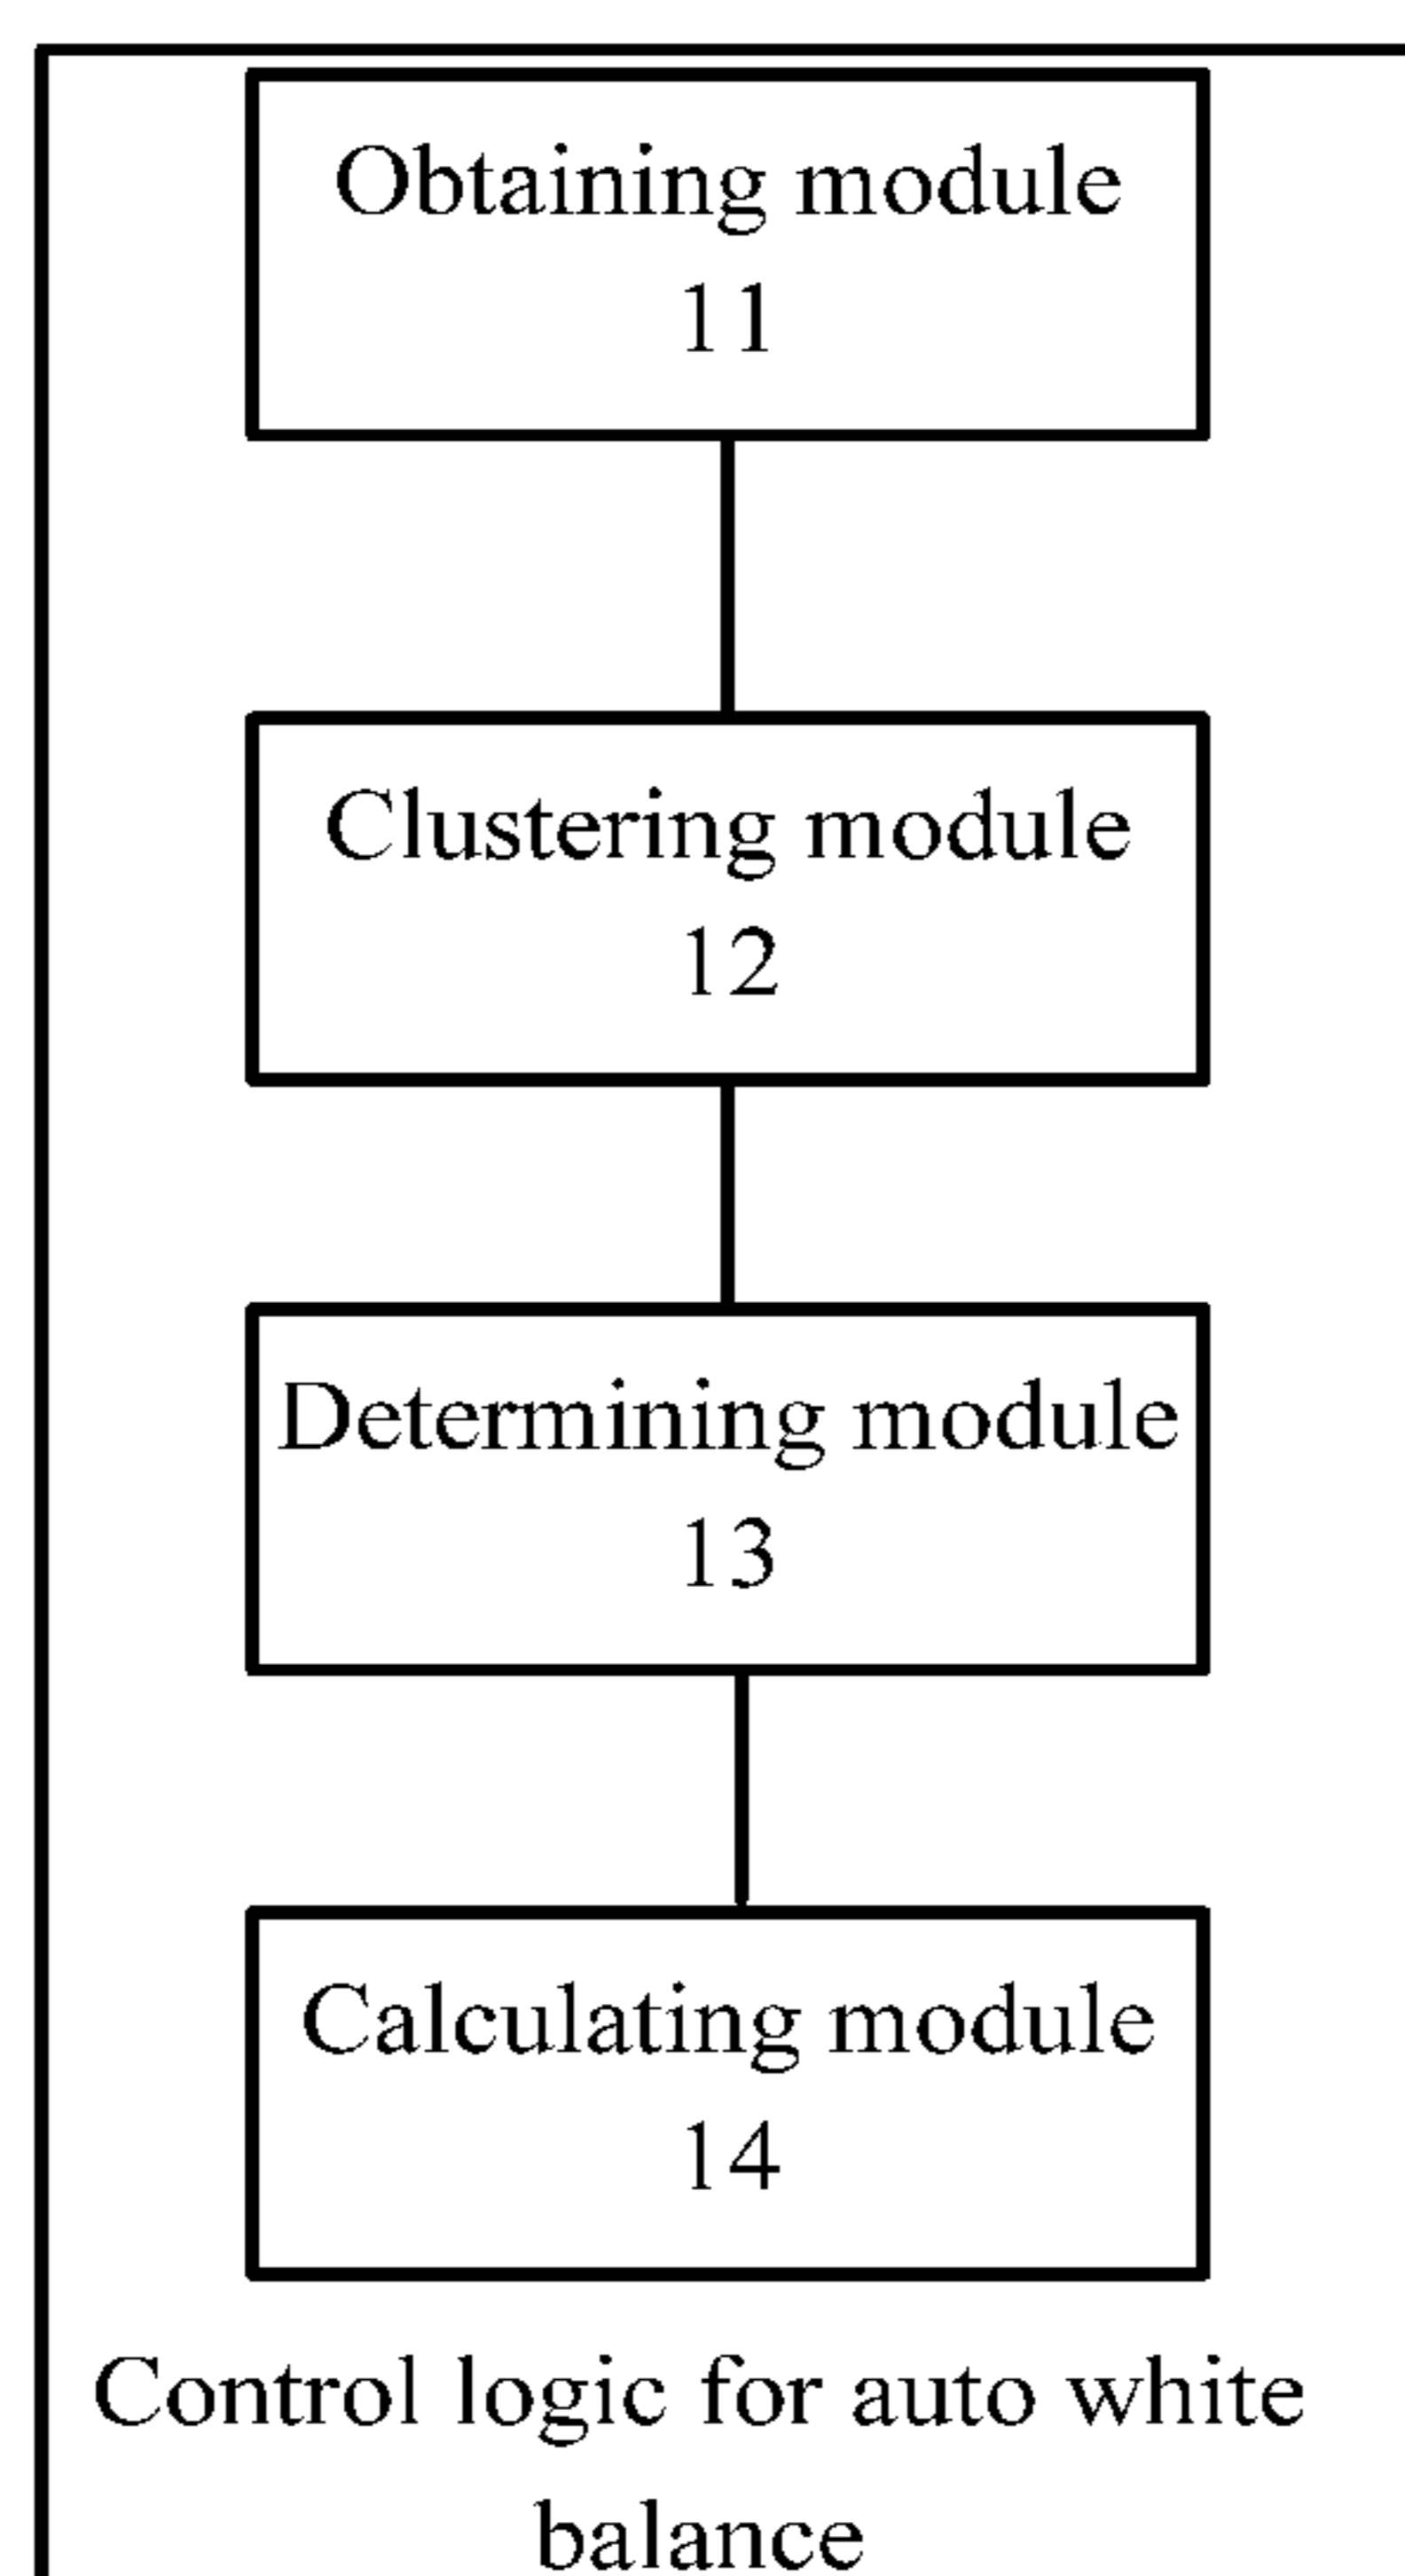 Obtaining module
11
Clustering module
12
Determining module
13
Calculating module
14
Control logic for auto white
balance